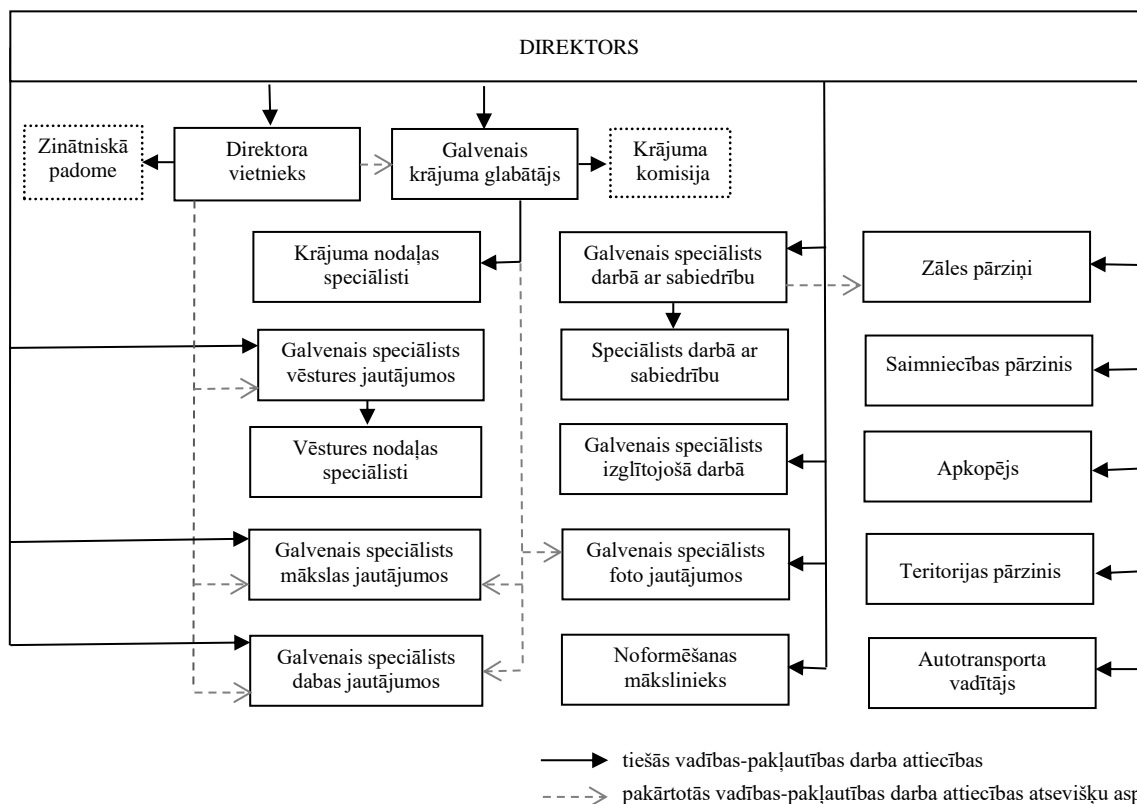 DIREKTORS
Zinātniskā
padome
Direktora
vietnieks
Galvenais
krājuma glabātājs
Krājuma
komisija
Krājuma nodaļas
speciālisti
Galvenais speciālists
darbā ar sabiedrību
Zāles pārziņi
Galvenais speciālists
vēstures jautājumos
Speciālists darbā ar
sabiedrību
Saimniecības pārzinis
Vēstures nodaļas
speciālisti
Galvenais speciālists
izglītojošā darbā
Apkopējs
Galvenais speciālists
mākslas jautājumos
Galvenais speciālists
foto jautājumos
Teritorijas pārzinis
Galvenais speciālists
dabas jautājumos
Noformēšanas
mākslinieks
Autotransporta
vadītājs
tiešās vadības-pakļautības darba attiecības
pakārtotās vadības-pakļautības darba attiecības atsevišķu